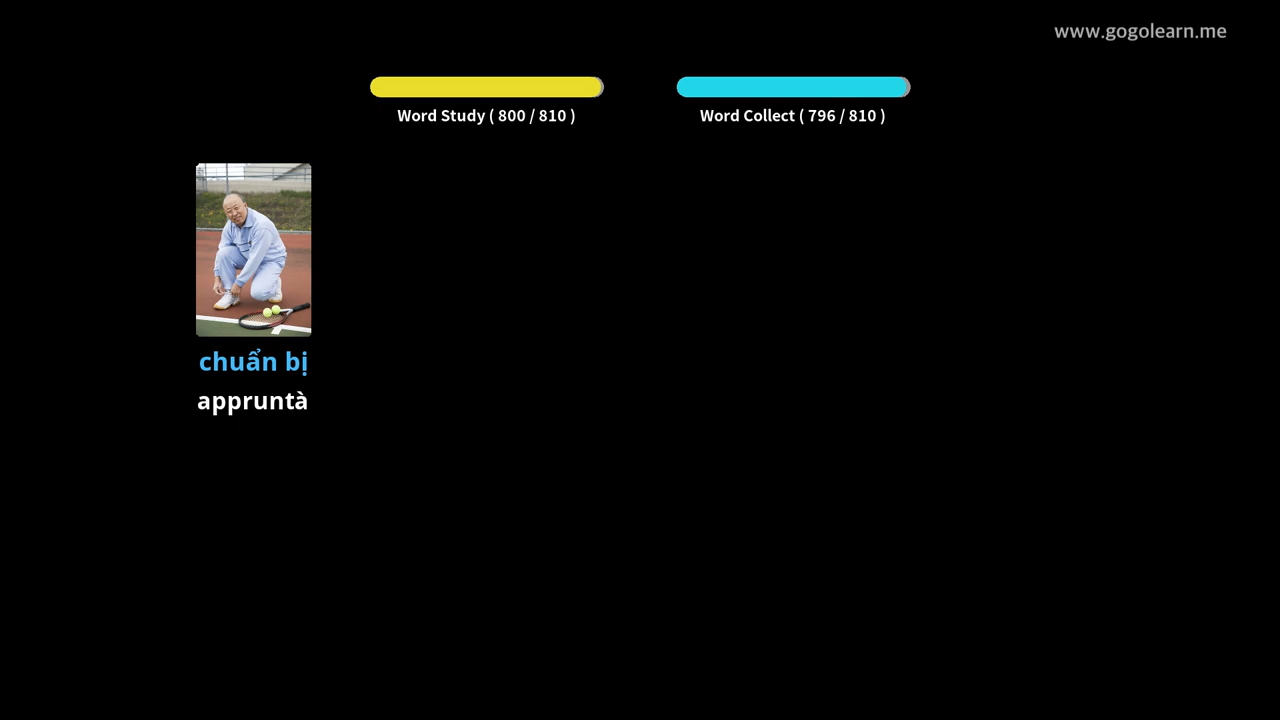 www.gogolearn.me
Word Study ( 800 / 810 )
Word Collect ( 796 / 810 )
chuẩn bị
appruntà